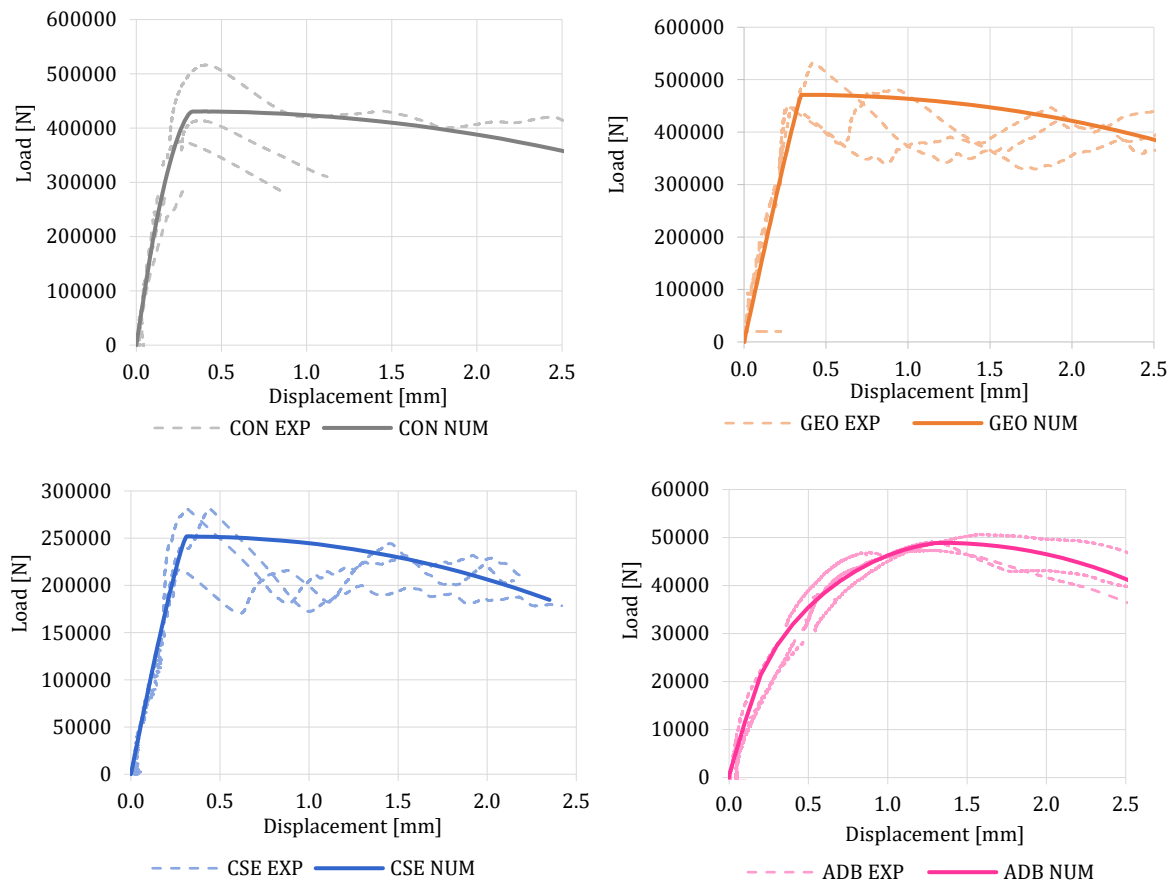 600000
500000
400000
300000
200000
100000
0
Load [N]
0.0 0.5 1.0 1.5 2.0 2.5
Displacement [mm]
CON EXP CON NUM
600000
500000
400000
300000
200000
100000
0
Load [N]
0.0 0.5 1.0 1.5 2.0 2.5
Displacement [mm]
GEO EXP GEO NUM
300000
250000
200000
150000
100000
50000
0
Load [N]
0.0 0.5 1.0 1.5 2.0 2.5
Displacement [mm]
CSE EXP CSE NUM
60000
50000
40000
30000
20000
10000
0
Load [N]
0.0 0.5 1.0 1.5 2.0 2.5
Displacement [mm]
ADB EXP ADB NUM